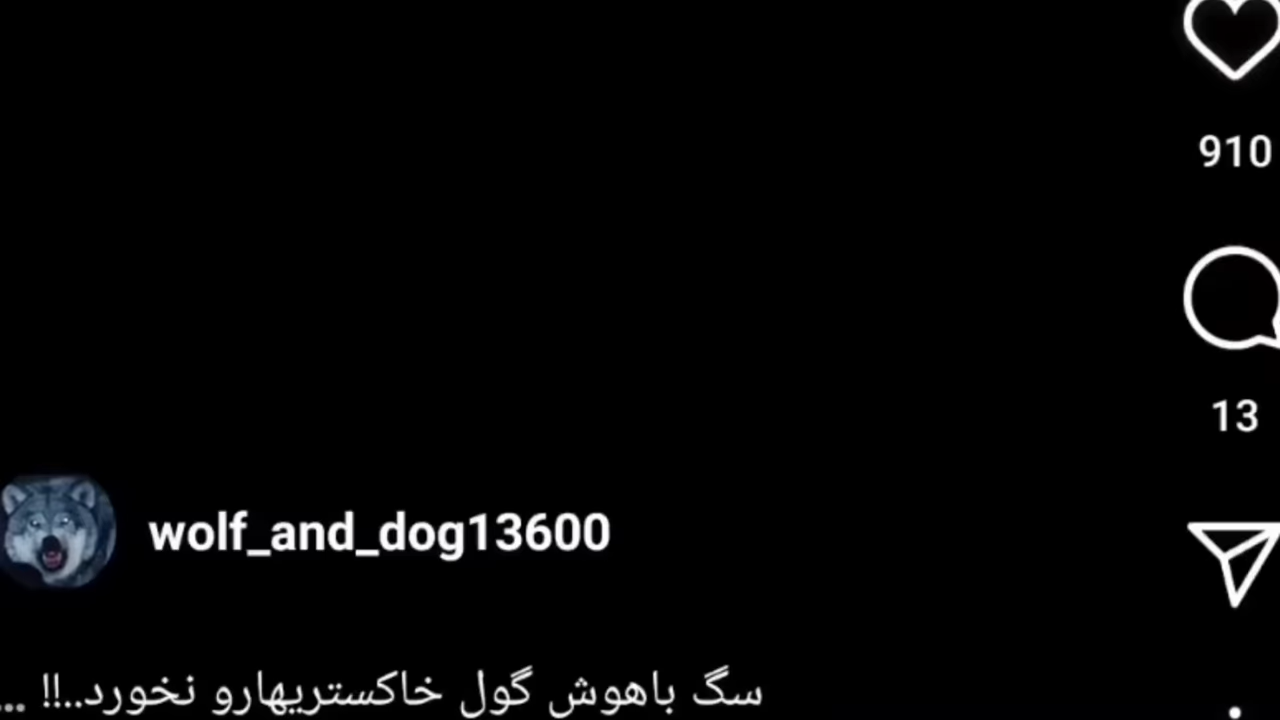 910
13
wolf_and_dog13600
سگ باهوش گول خاکستریهارو نخورد..!! ...